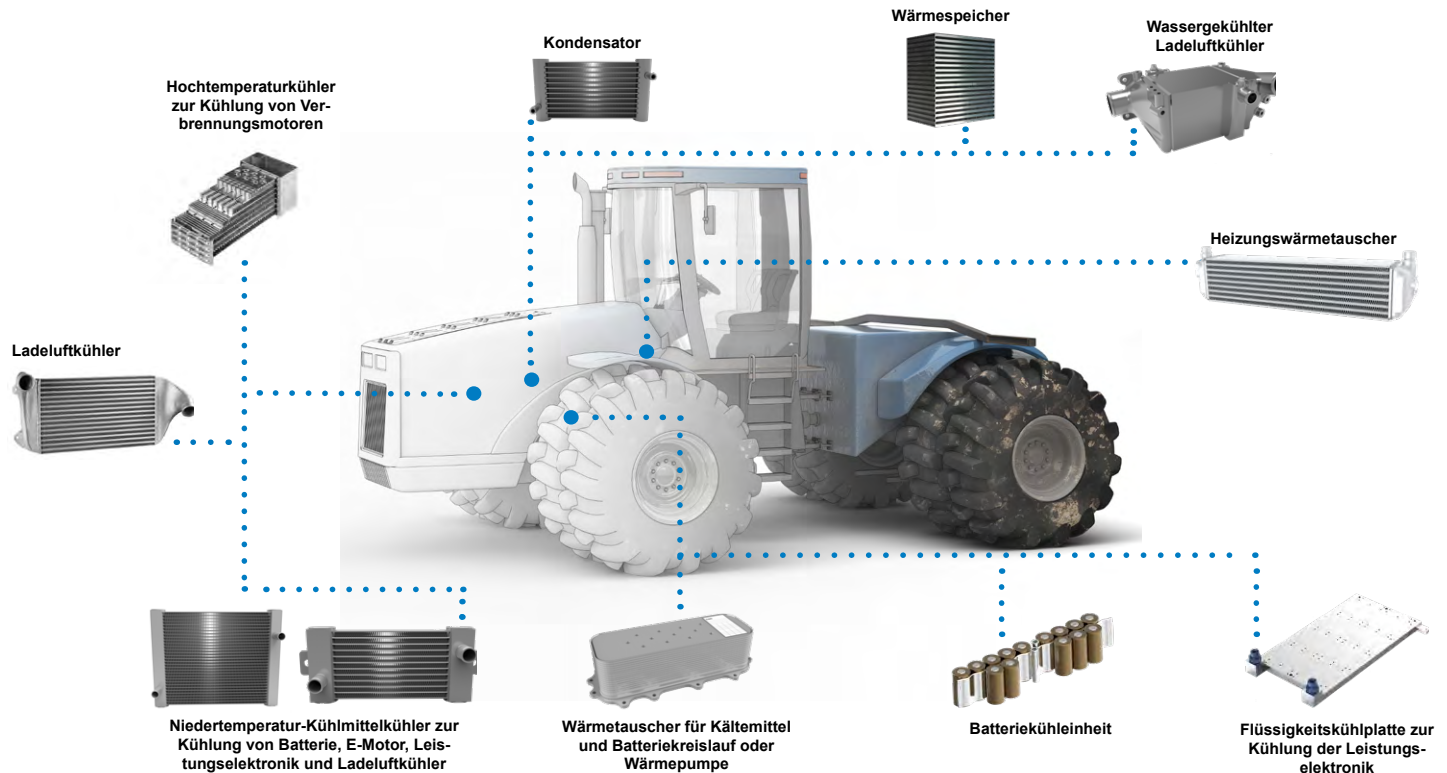 Wärmespeicher
Wassergekühlter
Ladeluftkühler
Kondensator
Hochtemperaturkühler
zur Kühlung von Ver-
brennungsmotoren
Heizungswärmetauscher
Ladeluftkühler
Niedertemperatur-Kühlmittelkühler zur
Kühlung von Batterie, E-Motor, Leis-
tungselektronik und Ladeluftkühler
Wärmetauscher für Kältemittel
und Batteriekreislauf oder
Wärmepumpe
Batteriekühleinheit
Flüssigkeitskühlplatte zur
Kühlung der Leistungs-
elektronik